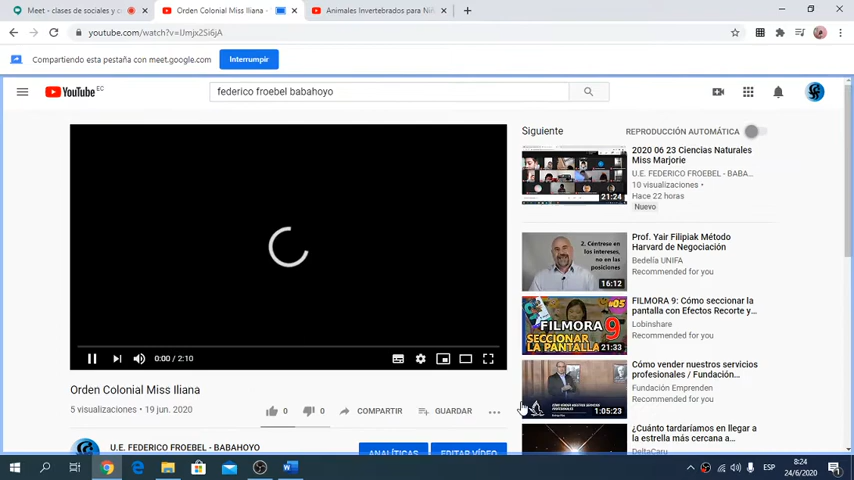 Meet - clases de sociales y c
Orden Colonial Miss Iliana -
Animales Invertebrados para Niñ
youtube.com/watch?v=IJmjx2Si6jA
Compartiendo esta pestaña con meet.google.com
Interrumpir
YouTube EC
federico froebel babahoyo
Siguiente
REPRODUCCIÓN AUTOMÁTICA
2020 06 23 Ciencias Naturales
Miss Marjorie
U.E. FEDERICO FROEBEL - BABA...
10 visualizaciones •
Hace 22 horas
Nuevo
21:24
2. Céntrese en
los intereses,
no en las
posiciones
16:12
Prof. Yair Filipiak Método
Harvard de Negociación
Bedelía UNIFA
Recommended for you
#05
FILMORA 9
SECCIONAR
LA PANTALLA
21:33
FILMORA 9: Cómo seccionar la
pantalla con Efectos Recorte y...
Lobinshare
Recommended for you
1:05:23
Cómo vender nuestros servicios
profesionales / Fundación...
Fundación Emprenden
Recommended for you
¿Cuánto tardaríamos en llegar a
la estrella más cercana a...
DeltaCaru
0:00 / 2:10
Orden Colonial Miss Iliana
5 visualizaciones • 19 jun. 2020
0
0
COMPARTIR
GUARDAR
U.E. FEDERICO FROEBEL - BABAHOYO
ANALÍTICAS
EDITAR VÍDEO
ESP
8:24
24/6/2020